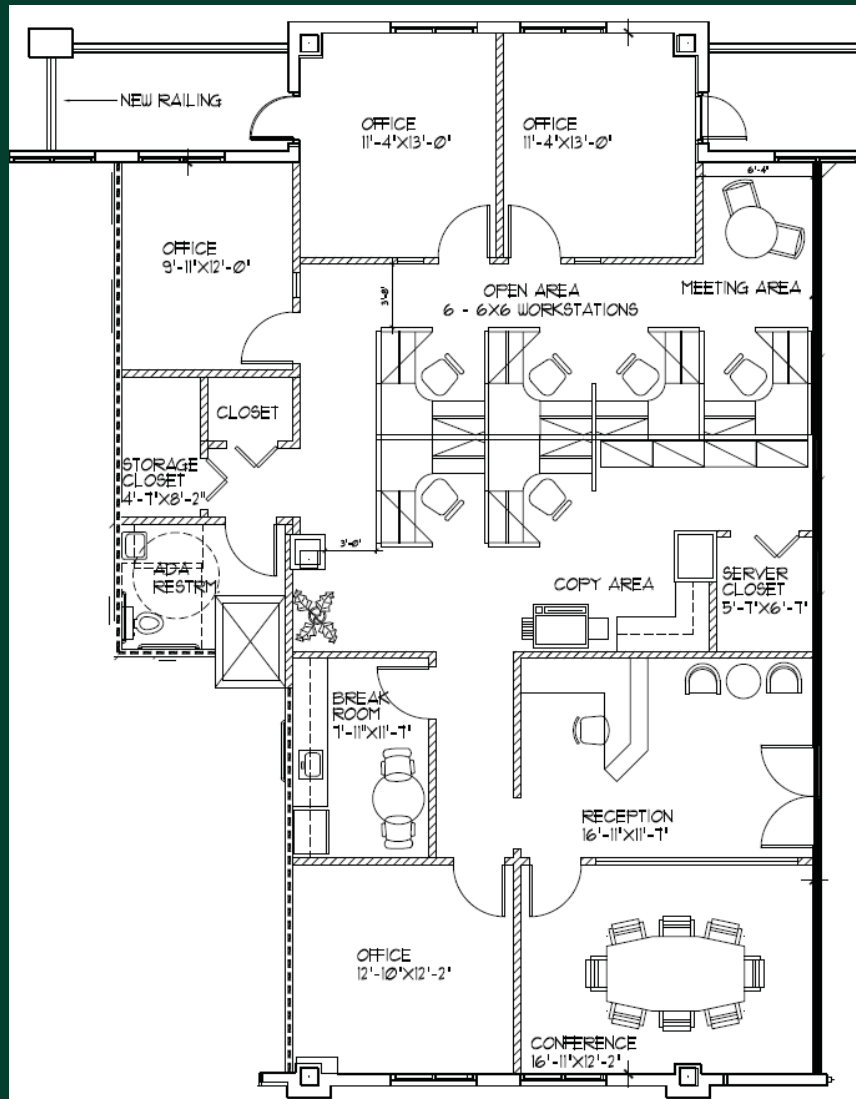 NEW RAILING
OFFICE
11'-4"X13'-0"
OFFICE
11'-4"X13'-0"
6'-4"
OFFICE
9'-11"X12'-0"
3'-8"
OPEN AREA
6 - 6X6 WORKSTATIONS
MEETING AREA
CLOSET
STORAGE
CLOSET
4'-7"X8'-2"
3'-0"
ADA
RESTRM.
COPY AREA
SERVER
CLOSET
5'-7"X6'-7"
BREAK
ROOM
7'-11"X11'-7"
RECEPTION
16'-11"X11'-7"
OFFICE
12'-10"X12'-2"
CONFERENCE
16'-11"X12'-2"